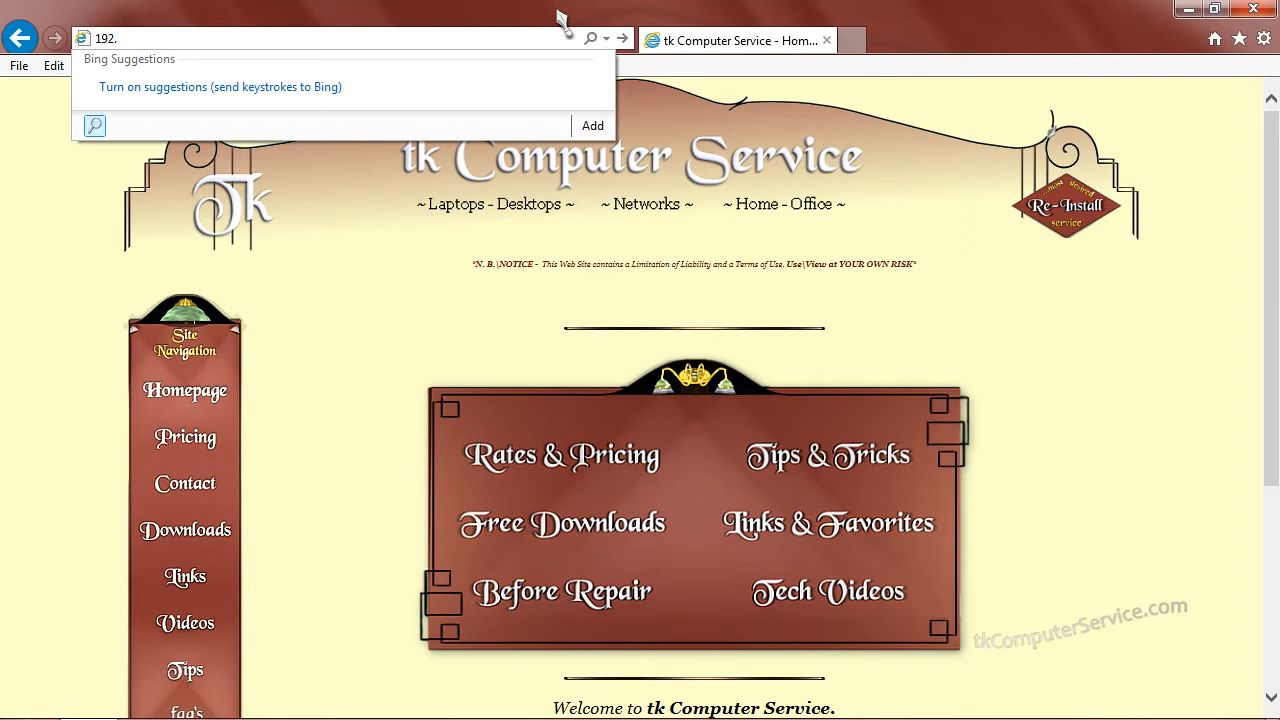 192.
tk Computer Service - Hom...
File Edit
Bing Suggestions
Turn on suggestions (send keystrokes to Bing)
Add
tk Computer Service
Tk
~ Laptops - Desktops ~ ~ Networks ~ ~ Home - Office ~
...most desired
Re-Install
service
*N. B.\NOTICE - This Web Site contains a Limitation of Liability and a Terms of Use. Use\View at YOUR OWN RISK*
Site
Navigation
Homepage
Pricing
Contact
Downloads
Links
Videos
Tips
faq's
Rates & Pricing
Tips & Tricks
Free Downloads
Links & Favorites
Before Repair
Tech Videos
tkComputerService.com
Welcome to tk Computer Service.